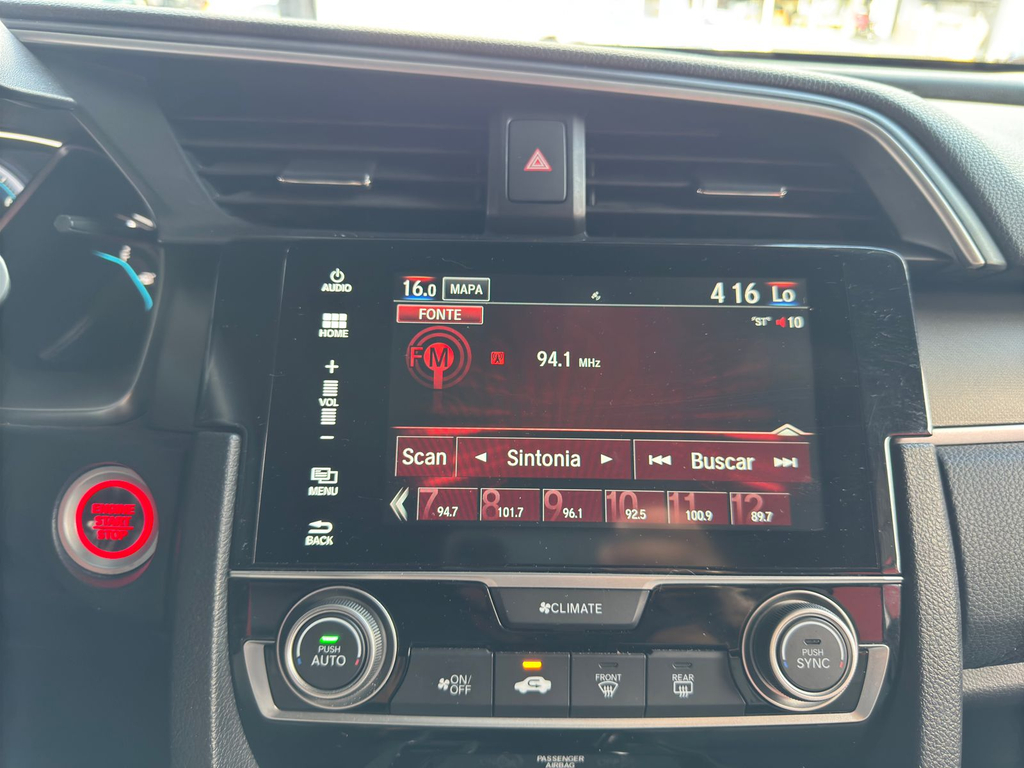 AUDIO
16.0 MAPA 4 16 Lo
FONTE
"ST" 10
HOME
FM 94.1 MHz
VOL
Scan Sintonia Buscar
MENU
7 94.7 8 101.7 9 96.1 10 92.5 11 100.9 12 89.7
ENGINE
START
STOP
BACK
CLIMATE
PUSH
AUTO
ON/
OFF
FRONT
REAR
PUSH
SYNC
PASSENGER
AIRBAG